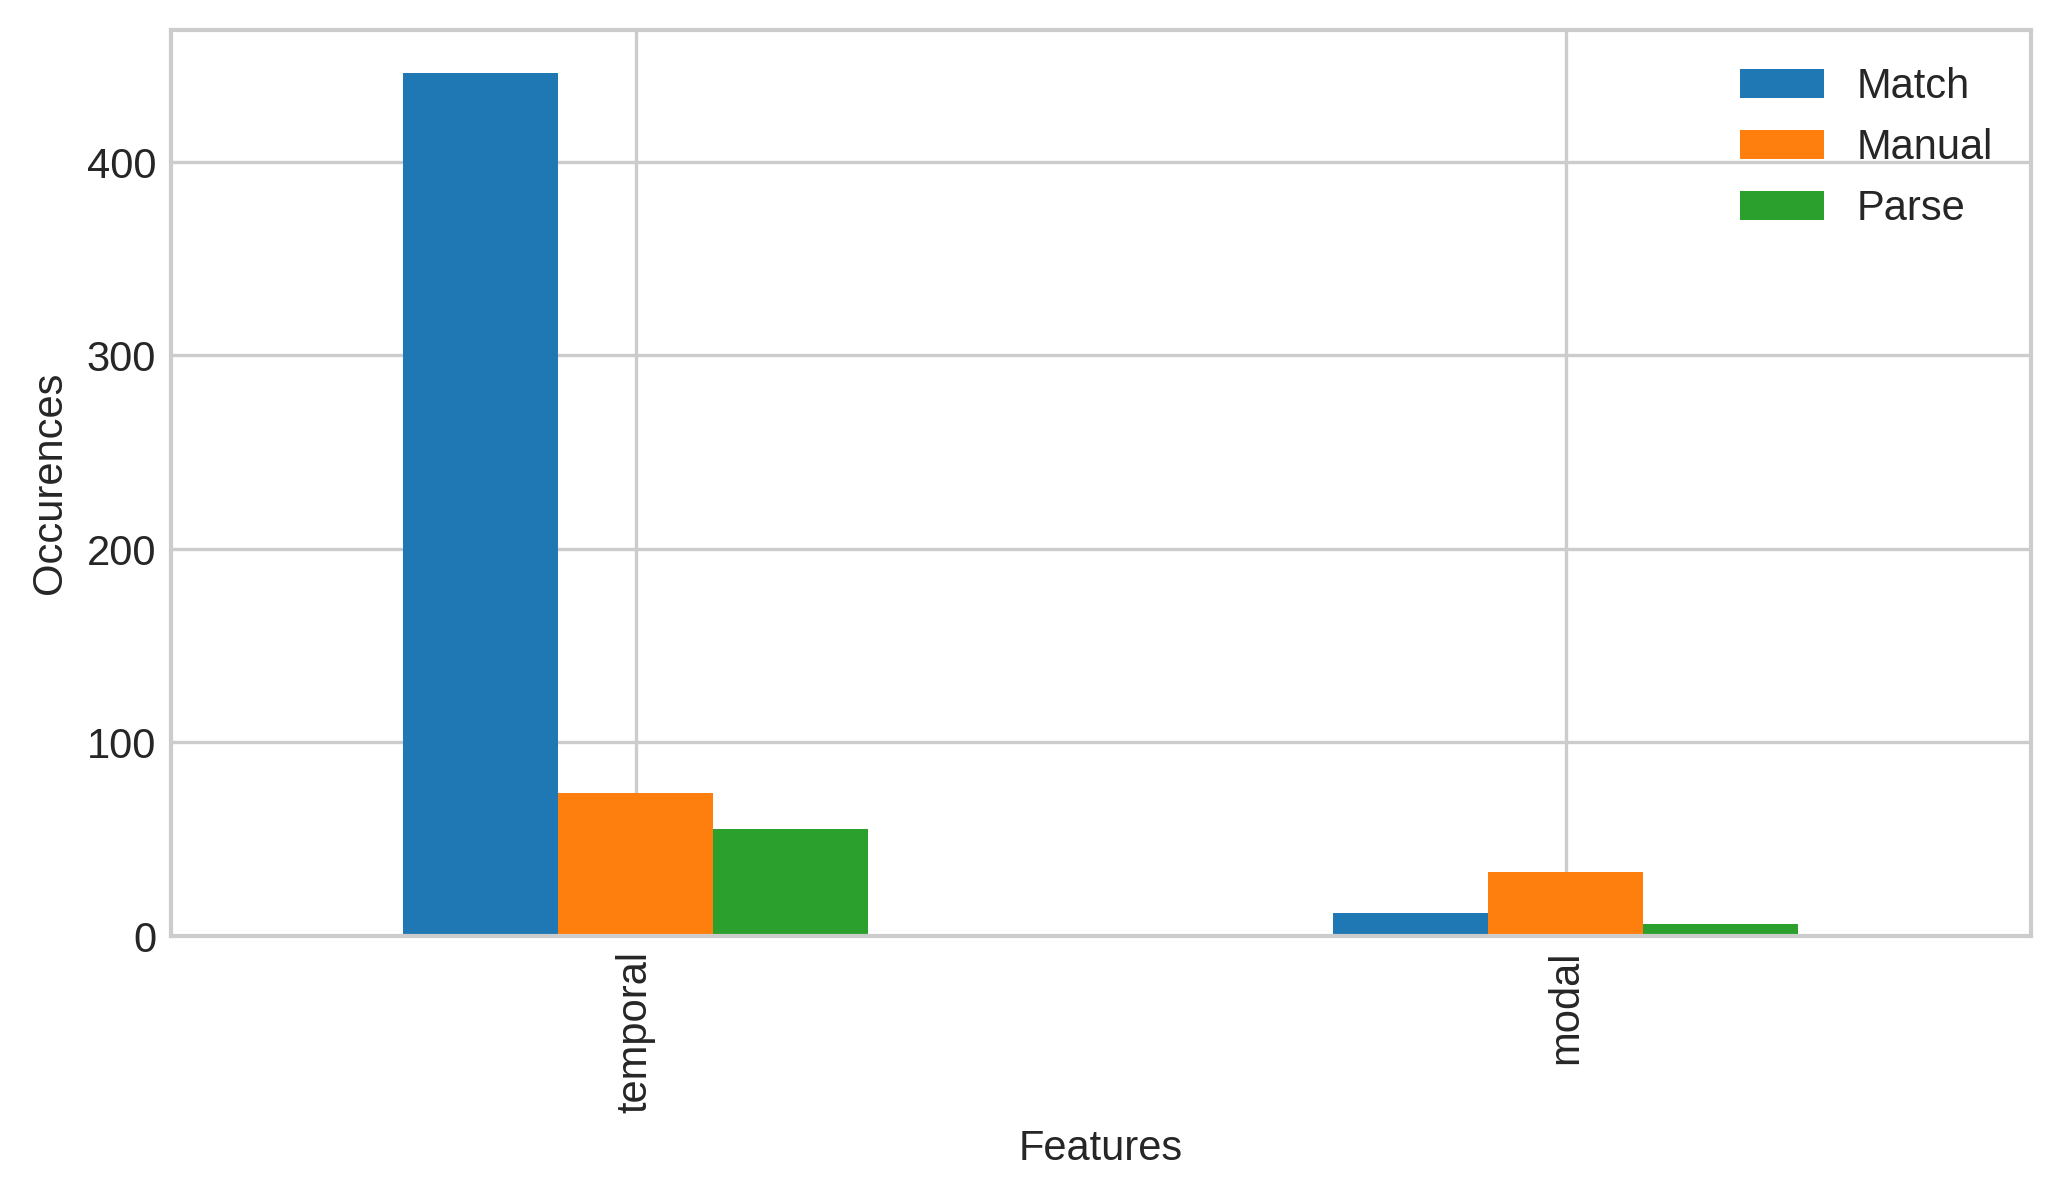 Match
Manual
Parse
400
300
200
100
0
Occurences
temporal
modal
Features